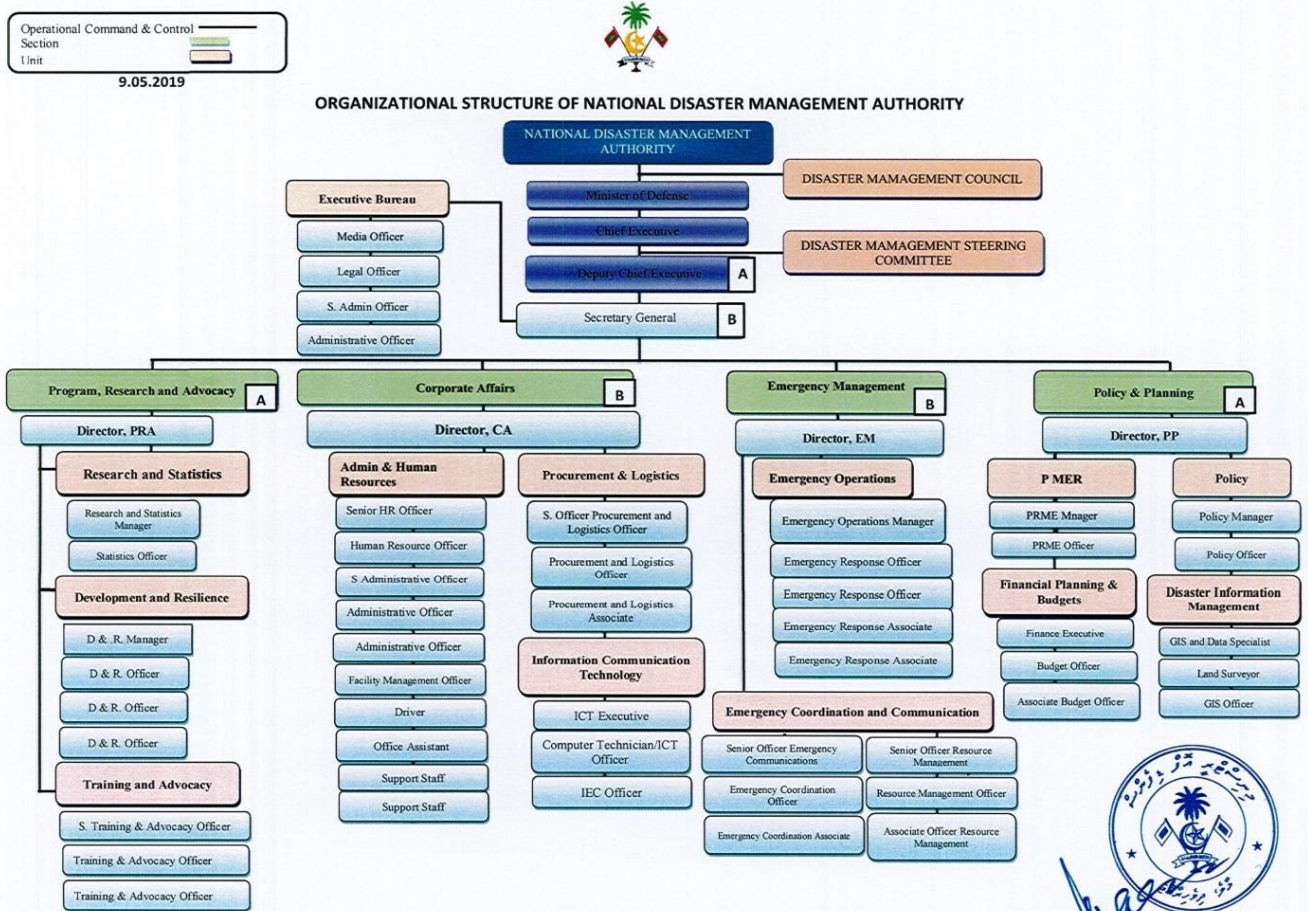 Operational Command & Control
Section
Unit
9.05.2019
ORGANIZATIONAL STRUCTURE OF NATIONAL DISASTER MANAGEMENT AUTHORITY
NATIONAL DISASTER MANAGEMENT
AUTHORITY
DISASTER MAMAGEMENT COUNCIL
Minister of Defense
Chief Executive
DISASTER MAMAGEMENT STEERING
COMMITTEE
Deputy Chief Executive
A
Secretary General
B
Executive Bureau
Media Officer
Legal Officer
S. Admin Officer
Administrative Officer
Program, Research and Advocacy
A
Director, PRA
Research and Statistics
Research and Statistics
Manager
Statistics Officer
Development and Resilience
D & .R. Manager
D & R. Officer
D & R. Officer
D & R. Officer
Training and Advocacy
S. Training & Advocacy Officer
Training & Advocacy Officer
Training & Advocacy Officer
Corporate Affairs
B
Director, CA
Admin & Human
Resources
Senior HR Officer
Human Resource Officer
S Administrative Officer
Administrative Officer
Administrative Officer
Facility Management Officer
Driver
Office Assistant
Support Staff
Support Staff
Procurement & Logistics
S. Officer Procurement and
Logistics Officer
Procurement and Logistics
Officer
Procurement and Logistics
Associate
Information Communication
Technology
ICT Executive
Computer Technician/ICT
Officer
IEC Officer
Emergency Management
B
Director, EM
Emergency Operations
Emergency Operations Manager
Emergency Response Officer
Emergency Response Officer
Emergency Response Associate
Emergency Response Associate
Emergency Coordination and Communication
Senior Officer Emergency
Communications
Emergency Coordination
Officer
Emergency Coordination Associate
Senior Officer Resource
Management
Resource Management Officer
Associate Officer Resource
Management
Policy & Planning
A
Director, PP
P MER
PRME Mnager
PRME Officer
Financial Planning &
Budgets
Finance Executive
Budget Officer
Associate Budget Officer
Policy
Policy Manager
Policy Officer
Disaster Information
Management
GIS and Data Specialist
Land Surveyor
GIS Officer